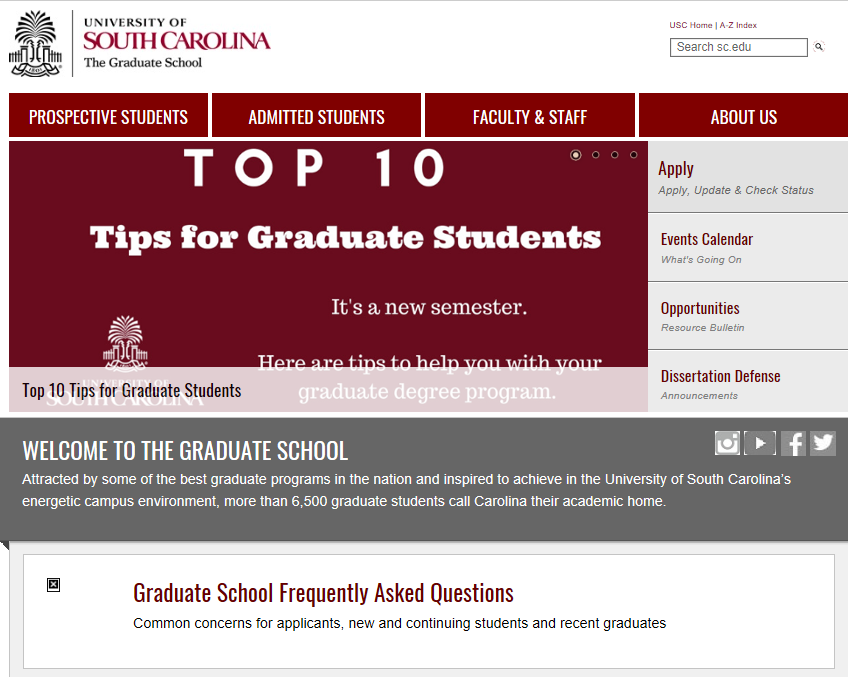 UNIVERSITY OF
SOUTH CAROLINA
The Graduate School
USC Home | A-Z Index
Search sc.edu
PROSPECTIVE STUDENTS
ADMITTED STUDENTS
FACULTY & STAFF
ABOUT US
TOP 10
Tips for Graduate Students
It's a new semester.
Here are tips to help you with your
graduate degree program.
UNIVERSITY OF
SOUTH CAROLINA
Top 10 Tips for Graduate Students
Apply
Apply, Update & Check Status
Events Calendar
What's Going On
Opportunities
Resource Bulletin
Dissertation Defense
Announcements
WELCOME TO THE GRADUATE SCHOOL
Attracted by some of the best graduate programs in the nation and inspired to achieve in the University of South Carolina’s
energetic campus environment, more than 6,500 graduate students call Carolina their academic home.
Graduate School Frequently Asked Questions
Common concerns for applicants, new and continuing students and recent graduates